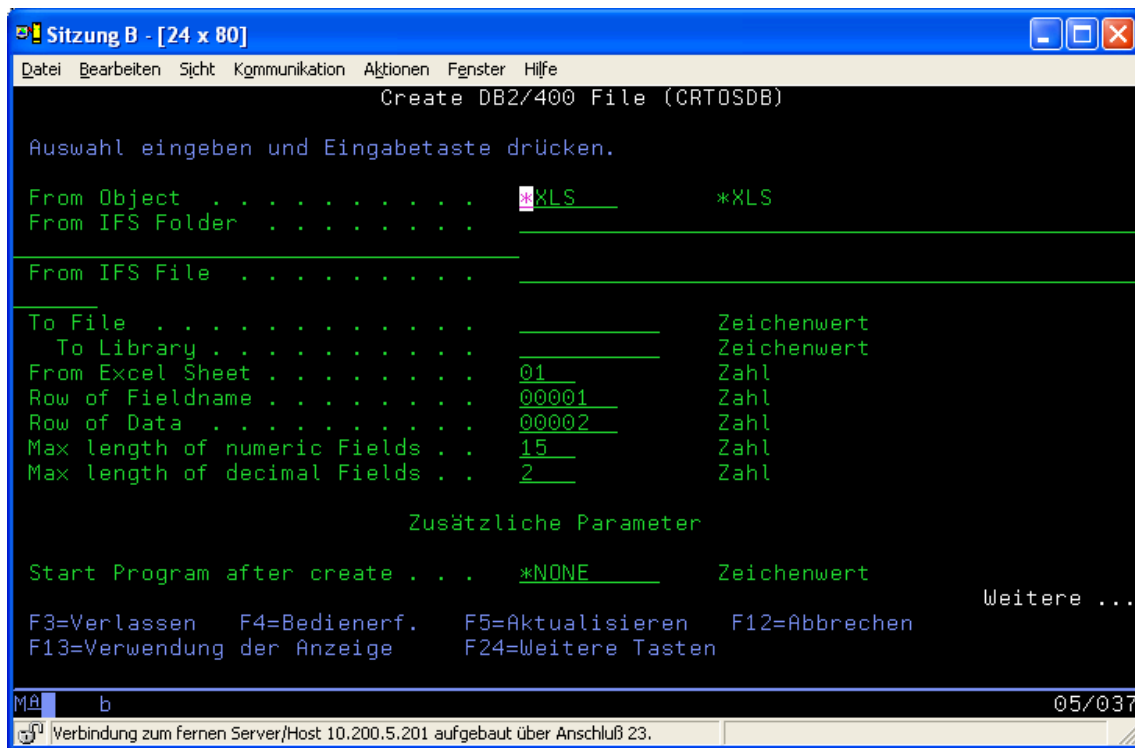 Sitzung B - [24 x 80]
Datei Bearbeiten Sicht Kommunikation Aktionen Fenster Hilfe
Create DB2/400 File (CRTOSDB)
Auswahl eingeben und Eingabetaste drücken.
From Object . . . . . . . . . . *XLS *XLS
From IFS Folder . . . . . . . .
From IFS File . . . . . . . . .
To File . . . . . . . . . . . . Zeichenwert
To Library . . . . . . . . . . Zeichenwert
From Excel Sheet . . . . . . . 01 Zahl
Row of Fieldname . . . . . . . 00001 Zahl
Row of Data . . . . . . . . . 00002 Zahl
Max length of numeric Fields . . 15 Zahl
Max length of decimal Fields . . 2 Zahl
Zusätzliche Parameter
Start Program after create . . . *NONE Zeichenwert
Weitere ...
F3=Verlassen F4=Bedienerf. F5=Aktualisieren F12=Abbrechen
F13=Verwendung der Anzeige F24=Weitere Tasten
MA b 05/037
Verbindung zum fernen Server/Host 10.200.5.201 aufgebaut über Anschluß 23.